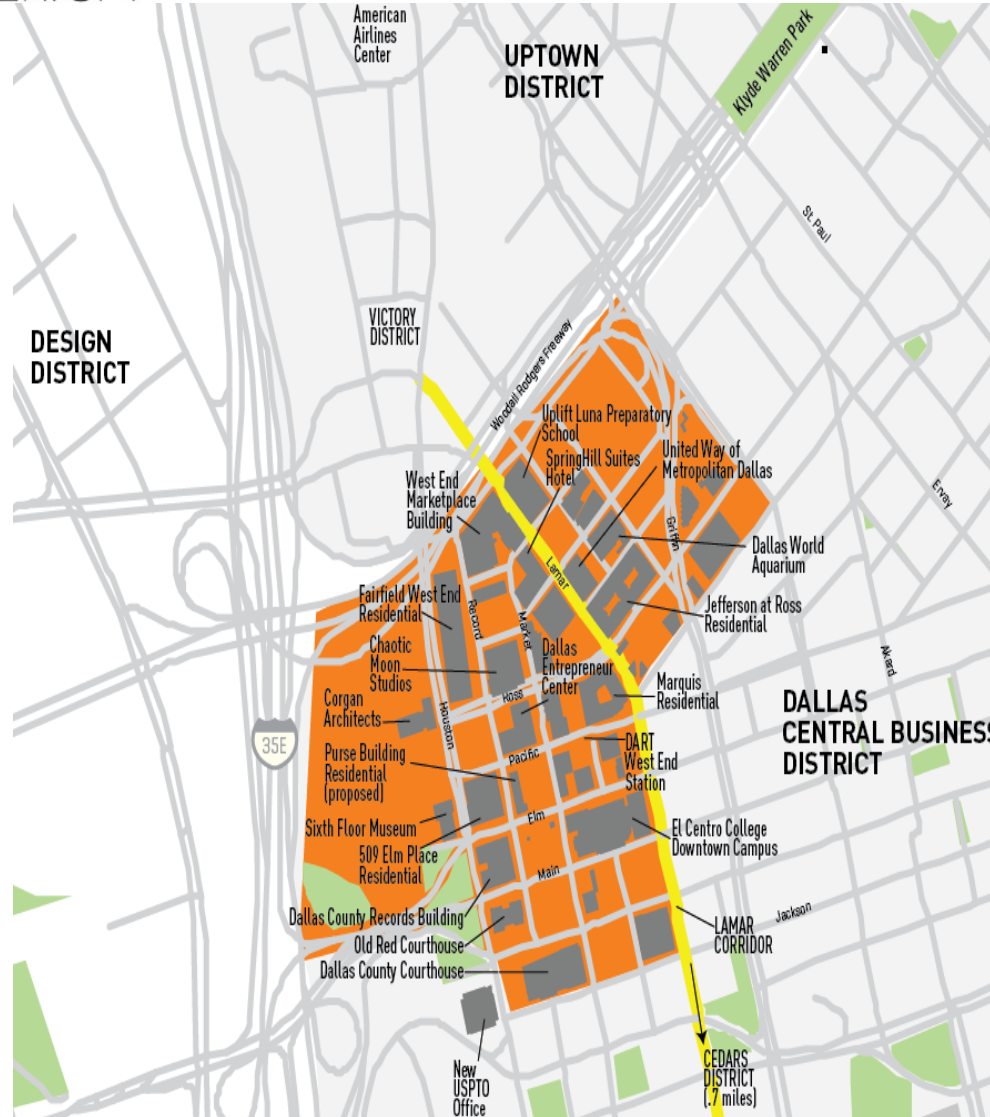 American
Airlines
Center
UPTOWN
DISTRICT
Klyde Warren Park
St. Paul
DESIGN
DISTRICT
VICTORY
DISTRICT
Woodall Rodgers Freeway
Uplift Luna Preparatory
School
SpringHill Suites
Hotel
United Way of
Metropolitan Dallas
West End
Marketplace
Building
Ervay
Griffin
Dallas World
Aquarium
Lamar
Fairfield West End
Residential
Record
Market
Jefferson at Ross
Residential
Chaotic
Moon
Studios
Dallas
Entrepreneur
Center
Akard
Ross
Marquis
Residential
Corgan
Architects
Houston
DALLAS
CENTRAL BUSINESS
DISTRICT
35E
Purse Building
Residential
(proposed)
Pacific
DART
West End
Station
Sixth Floor Museum
Elm
509 Elm Place
Residential
El Centro College
Downtown Campus
Main
Dallas County Records Building
Jackson
Old Red Courthouse
LAMAR
CORRIDOR
Dallas County Courthouse
New
USPTO
Office
CEDARS
DISTRICT
(.7 miles)